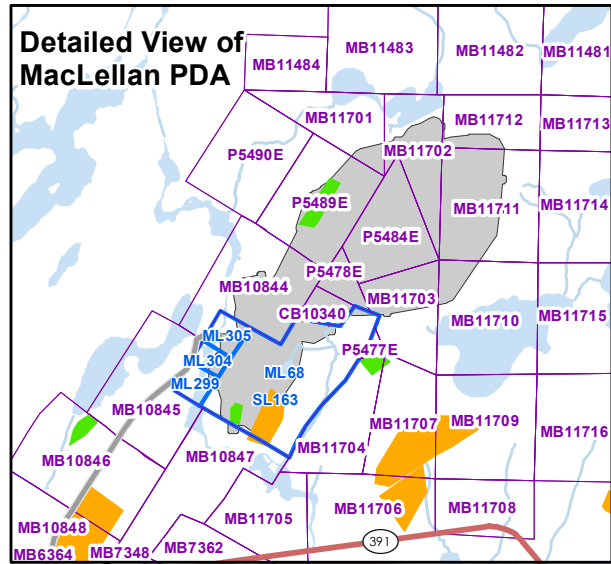 Detailed View of
MacLellan PDA
MB11484
MB11483
MB11482
MB11481
MB11701
MB11712
MB11713
MB11702
P5490E
P5489E
MB11711
MB11714
P5484E
P5478E
MB10844
MB11703
CB10340
MB11710
MB11715
ML305
P5477E
ML304
ML68
ML299
SL163
MB10845
MB11707
MB11709
MB11716
MB11704
MB10847
MB10846
MB11706
MB11708
MB11705
MB10848
MB6364
MB7348
MB7362
391